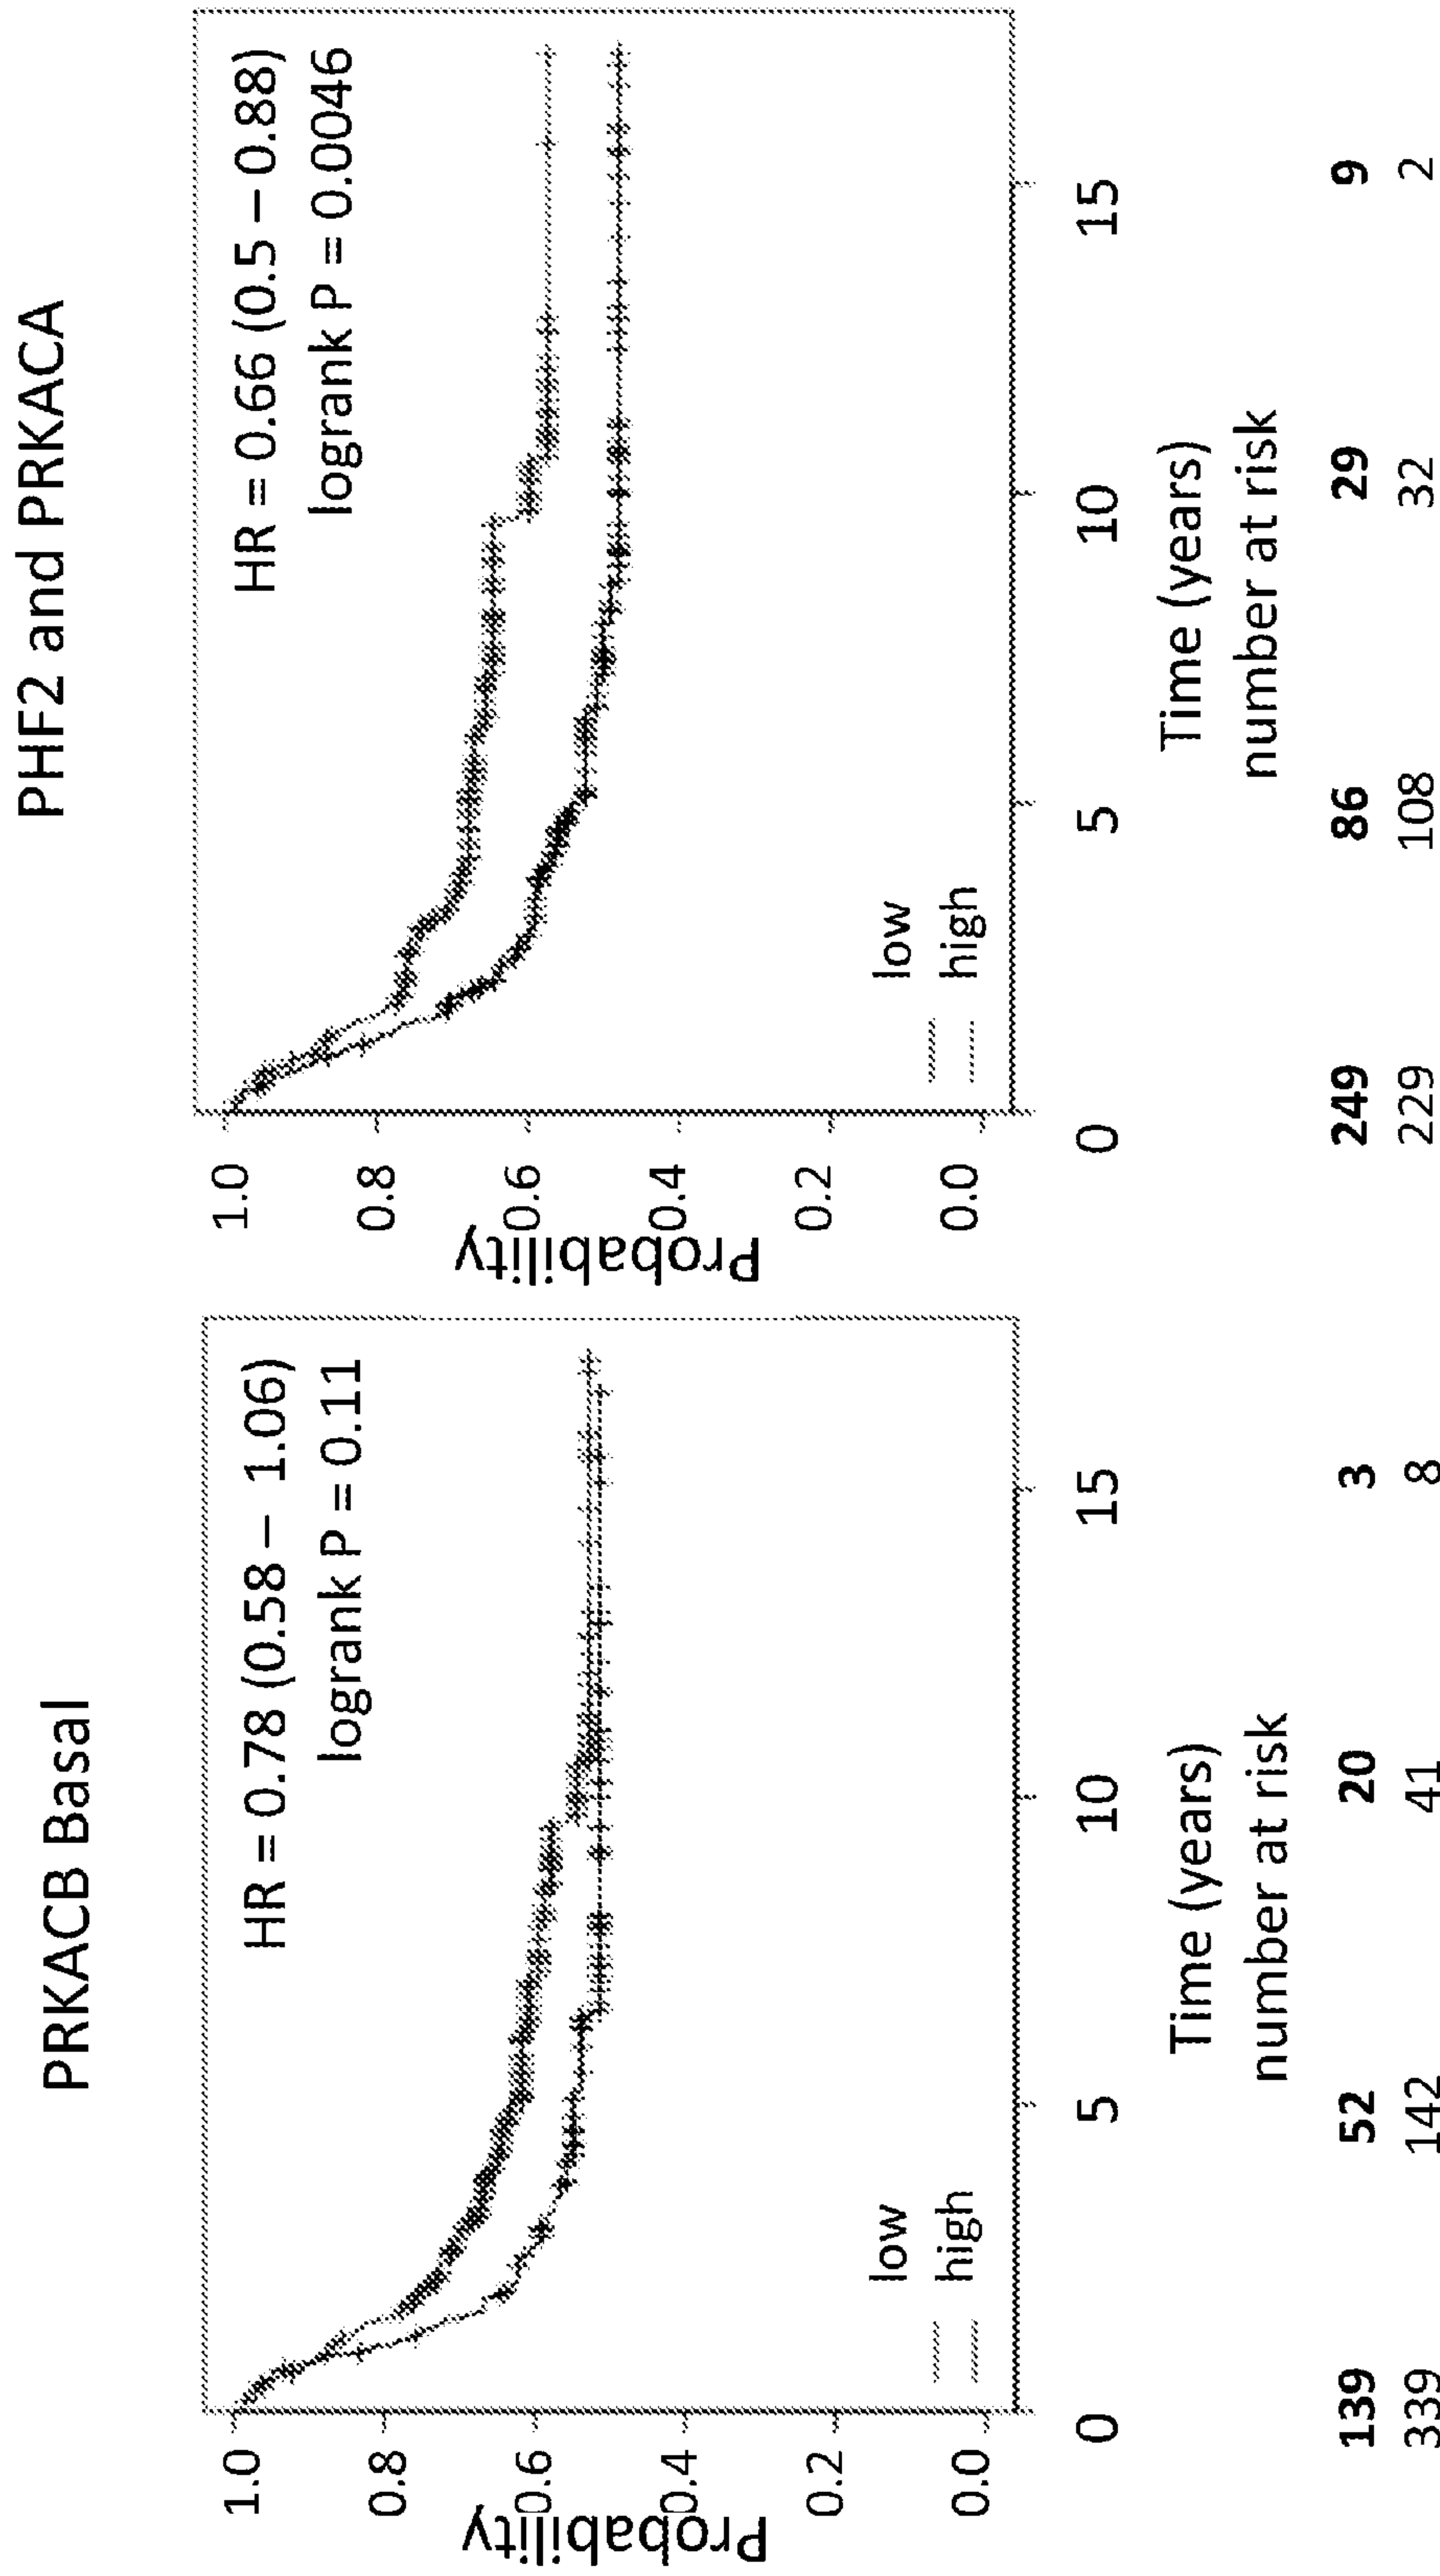 PRKACB Basal
HR = 0.78 (0.58 – 1.06)
logrank P = 0.11
Probability
1.0
0.8
0.6
0.4
0.2
0.0
low
high
0 5 10 15
Time (years)
number at risk
139 52 20 3
339 142 41 8
PHF2 and PRKACA
HR = 0.66 (0.5 – 0.88)
logrank P = 0.0046
Probability
1.0
0.8
0.6
0.4
0.2
0.0
low
high
0 5 10 15
Time (years)
number at risk
249 86 29 9
229 108 32 2